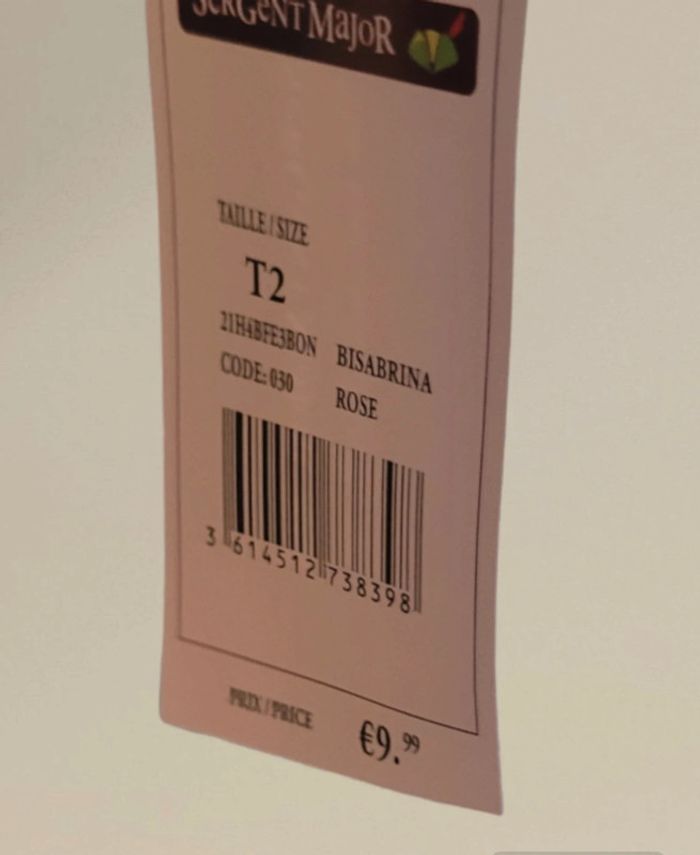 SERGENT MAJOR
TAILLE / SIZE
T2
21H4BFE3BON BISABRINA
CODE: 030 ROSE
3 614512 738398
PRIX / PRICE €9.99